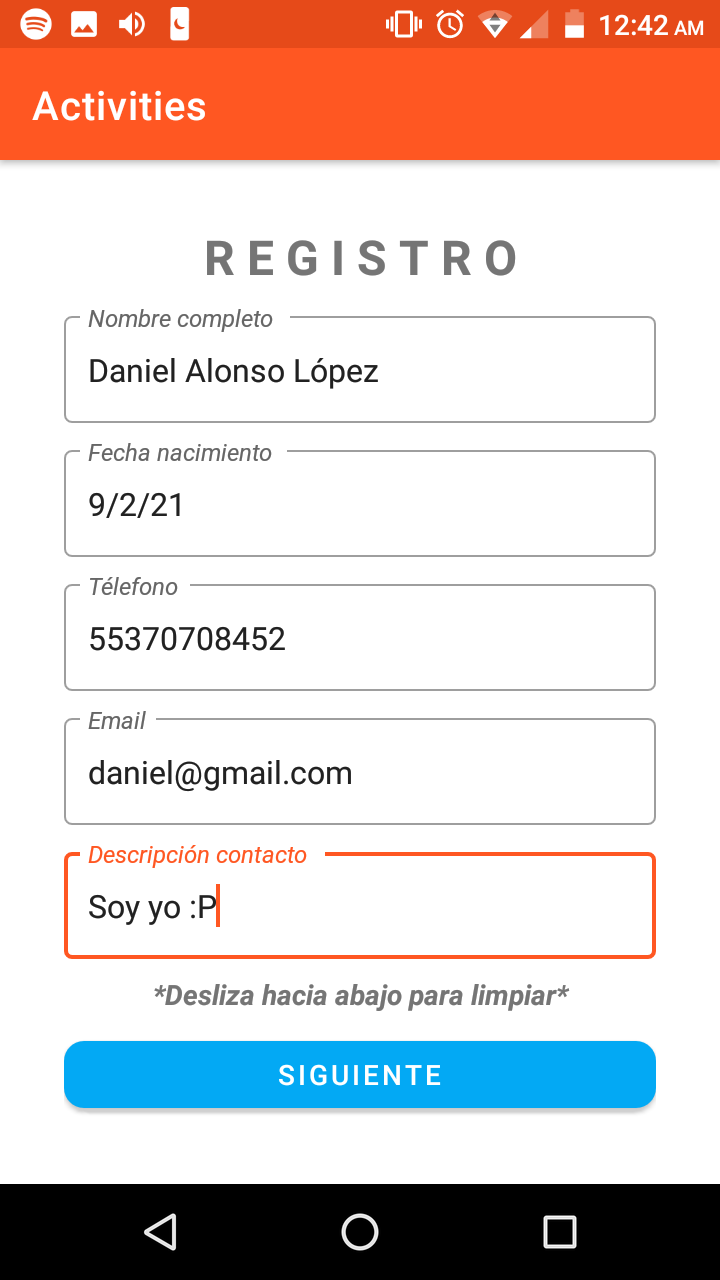 12:42 AM
Activities
REGISTRO
Nombre completo
Daniel Alonso López
Fecha nacimiento
9/2/21
Télefono
55370708452
Email
daniel@gmail.com
Descripción contacto
Soy yo :P
*Desliza hacia abajo para limpiar*
SIGUIENTE